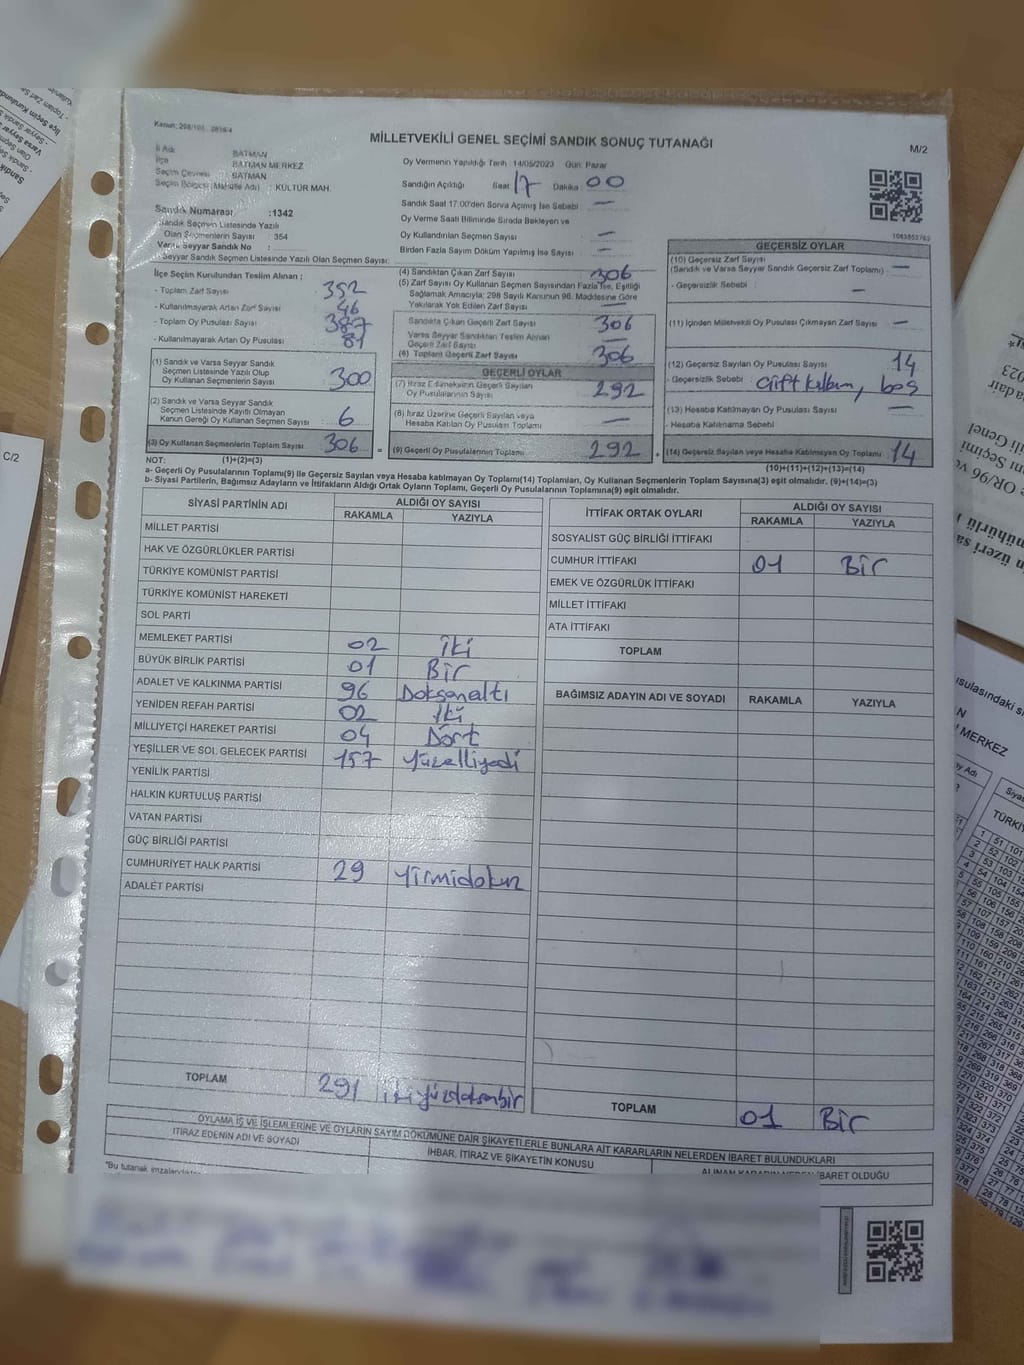 MİLLETVEKİLİ GENEL SEÇİMİ SANDIK SONUÇ TUTANAĞI
M/2
İl Adı : BATMAN
İlçe : BATMAN MERKEZ
Seçim Çevresi : BATMAN
Seçim Bölgesi (Mahalle Adı) : KÜLTÜR MAH.
Sandık Numarası :1342
Sandık Seçmen Listesinde Yazılı
Olan Seçmenlerin Sayısı : 354
Varsa Seyyar Sandık No :
Seyyar Sandık Seçmen Listesinde Yazılı Olan Seçmen Sayısı:
Oy Vermenin Yapıldığı Tarih 14/05/2023 Gün: Pazar
Sandığın Açıldığı Saat 17 Dakika : 00
Sandık Saat 17:00'den Sonra Açılmış İse Sebebi : —
Oy Verme Saati Bitiminde Sırada Bekleyen ve
Oy Kullandırılan Seçmen Sayısı : —
Birden Fazla Sayım Döküm Yapılmış İse Sayısı : —
İlçe Seçim Kurulundan Teslim Alınan ;
- Toplam Zarf Sayısı : 352
- Kullanılmayarak Artan Zarf Sayısı : 46
- Toplam Oy Pusulası Sayısı : 387
- Kullanılmayarak Artan Oy Pusulası : 81
(1) Sandık ve Varsa Seyyar Sandık
Seçmen Listesinde Yazılı Olup
Oy Kullanan Seçmenlerin Sayısı : 300
(2) Sandık ve Varsa Seyyar Sandık
Seçmen Listesinde Kayıtlı Olmayan
Kanun Gereği Oy Kullanan Seçmen Sayısı : 6
(3) Oy Kullanan Seçmenlerin Toplam Sayısı : 306
(4) Sandıktan Çıkan Zarf Sayısı : 306
(5) Zarf Sayısı Oy Kullanan Seçmen Sayısından Fazla İse, Eşitliği
Sağlamak Amacıyla; 298 Sayılı Kanunun 98. Maddesine Göre
Yakılarak Yok Edilen Zarf Sayısı : —
Sandıkta Çıkan Geçerli Zarf Sayısı : 306
Varsa Seyyar Sandıktan Teslim Alınan
Geçerli Zarf Sayısı : —
(6) Toplam Geçerli Zarf Sayısı : 306
GEÇERLİ OYLAR
(7) İtiraz Edilmeksizin Geçerli Sayılan
Oy Pusulalarının Sayısı : 292
(8) İtiraz Üzerine Geçerli Sayılan veya
Hesaba Katılan Oy Pusulası Toplamı : —
= (9) Geçerli Oy Pusulalarının Toplamı : 292
1083853765
GEÇERSİZ OYLAR
(10) Geçersiz Zarf Sayısı
(Sandık ve Varsa Seyyar Sandık Geçersiz Zarf Toplamı) : —
- Geçersizlik Sebebi : —
(11) İçinden Milletvekili Oy Pusulası Çıkmayan Zarf Sayısı : —
(12) Geçersiz Sayılan Oy Pusulası Sayısı : 14
- Geçersizlik Sebebi : boş
(13) Hesaba Katılmayan Oy Pusulası Sayısı : —
- Hesaba Katılmama Sebebi :
+ (14) Geçersiz Sayılan veya Hesaba Katılmayan Oy Toplamı : 14
NOT: (1)+(2)=(3)
(10)+(11)+(12)+(13)=(14)
a- Geçerli Oy Pusulalarının Toplamı(9) ile Geçersiz Sayılan veya Hesaba katılmayan Oy Toplamı(14) Toplamları, Oy Kullanan Seçmenlerin Toplam Sayısına(3) eşit olmalıdır. (9)+(14)=(3)
b- Siyasi Partilerin, Bağımsız Adayların ve İttifakların Aldığı Ortak Oyların Toplamı, Geçerli Oy Pusulalarının Toplamına(9) eşit olmalıdır.
SİYASİ PARTİNİN ADI
ALDIĞI OY SAYISI
RAKAMLA YAZIYLA
MİLLET PARTİSİ
HAK VE ÖZGÜRLÜKLER PARTİSİ
TÜRKİYE KOMÜNİST PARTİSİ
TÜRKİYE KOMÜNİST HAREKETİ
SOL PARTİ
MEMLEKET PARTİSİ 02 iki
BÜYÜK BİRLİK PARTİSİ 01 Bir
ADALET VE KALKINMA PARTİSİ 96 Doksanaltı
YENİDEN REFAH PARTİSİ 02 İki
MİLLİYETÇİ HAREKET PARTİSİ 04 Dört
YEŞİLLER VE SOL GELECEK PARTİSİ 157 Yüzelliyedi
YENİLİK PARTİSİ
HALKIN KURTULUŞ PARTİSİ
VATAN PARTİSİ
GÜÇ BİRLİĞİ PARTİSİ
CUMHURİYET HALK PARTİSİ 29 Yirmidokuz
ADALET PARTİSİ
TOPLAM 291 ikiyüzdoksanbir
İTTİFAK ORTAK OYLARI
ALDIĞI OY SAYISI
RAKAMLA YAZIYLA
SOSYALİST GÜÇ BİRLİĞİ İTTİFAKI
CUMHUR İTTİFAKI 01 Bir
EMEK VE ÖZGÜRLÜK İTTİFAKI
MİLLET İTTİFAKI
ATA İTTİFAKI
TOPLAM
BAĞIMSIZ ADAYIN ADI VE SOYADI RAKAMLA YAZIYLA
TOPLAM 01 Bir
OYLAMA İŞ VE İŞLEMLERİNE VE OYLARIN SAYIM DÖKÜMÜNE DAİR ŞİKAYETLERLE BUNLARA AİT KARARLARIN NELERDEN İBARET BULUNDUKLARI
İTİRAZ EDENİN ADI VE SOYADI
İHBAR, İTİRAZ VE ŞİKAYETİN KONUSU
İBARET OLDUĞU
C/2
MERKEZ